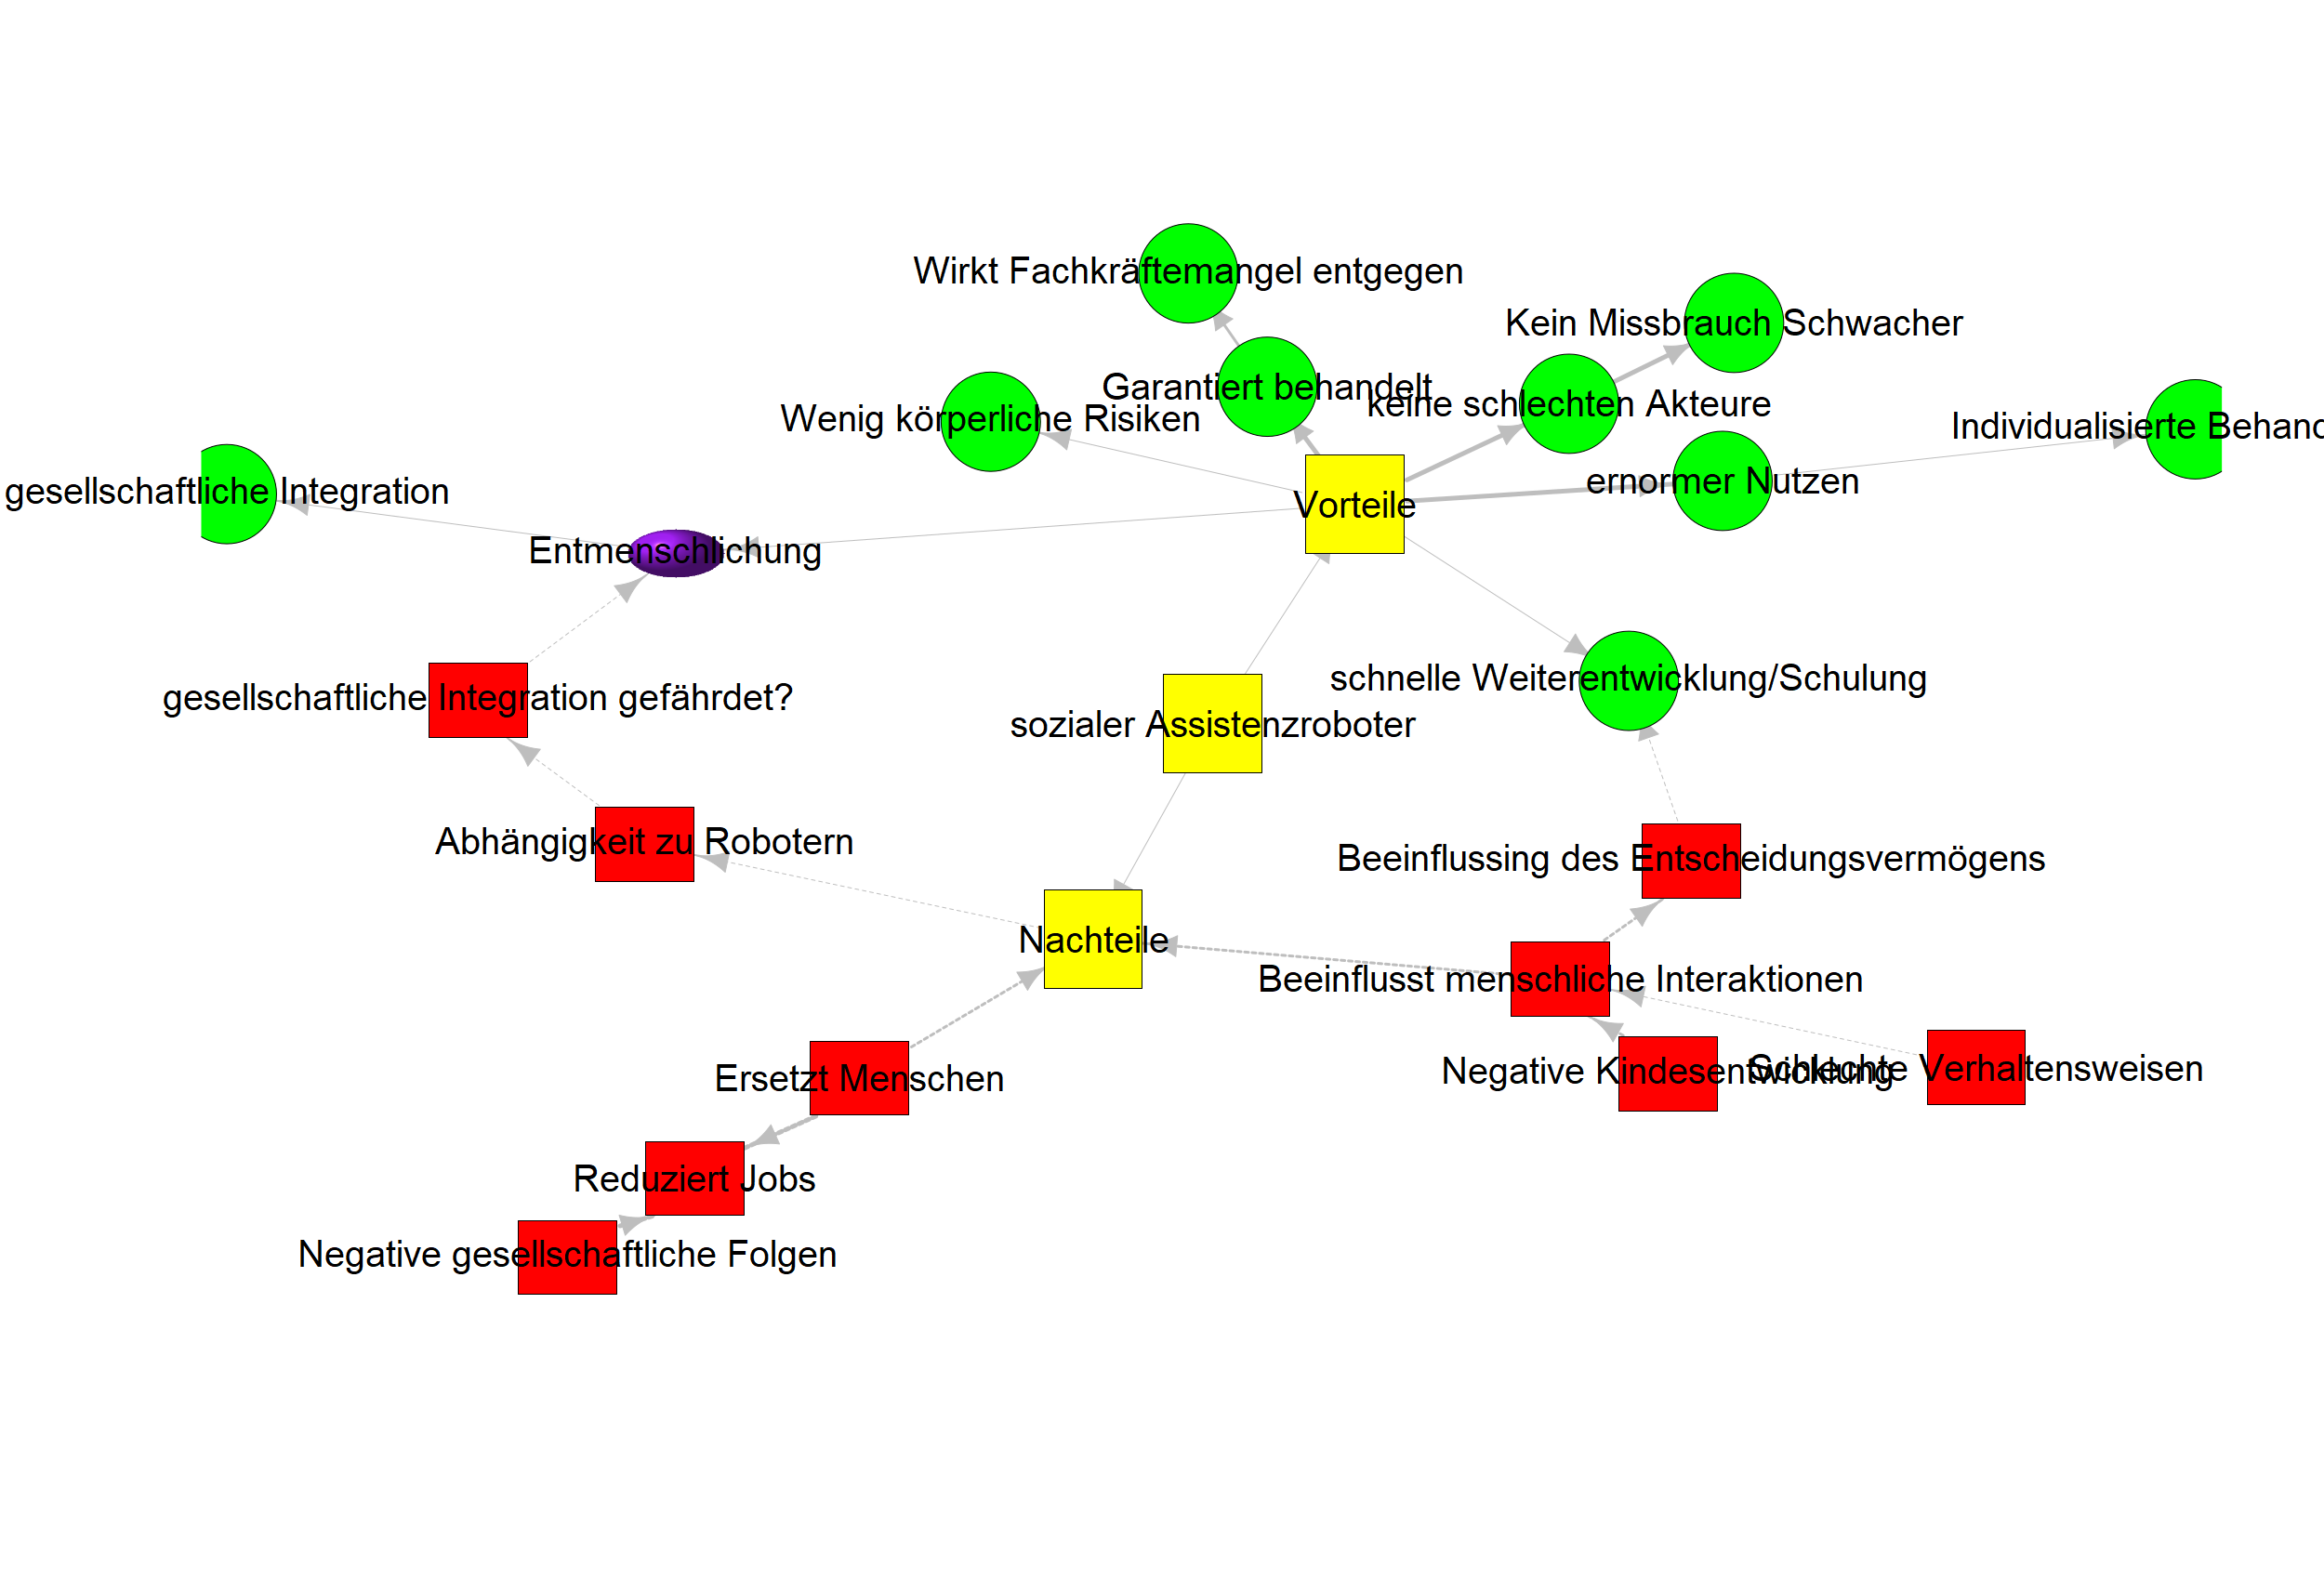 Wirkt Fachkräftemangel entgegen
Kein Missbrauch Schwacher
Garantiert behandelt
keine schlechten Akteure
Wenig körperliche Risiken
Individualisierte Behand
ernormer Nutzen
gesellschaftliche Integration
Vorteile
Entmenschlichung
schnelle Weiterentwicklung/Schulung
gesellschaftliche Integration gefährdet?
sozialer Assistenzroboter
Abhängigkeit zu Robotern
Beeinflussing des Entscheidungsvermögens
Nachteile
Beeinflusst menschliche Interaktionen
Negative Kindesentwicklung
Schlechte Verhaltensweisen
Ersetzt Menschen
Reduziert Jobs
Negative gesellschaftliche Folgen